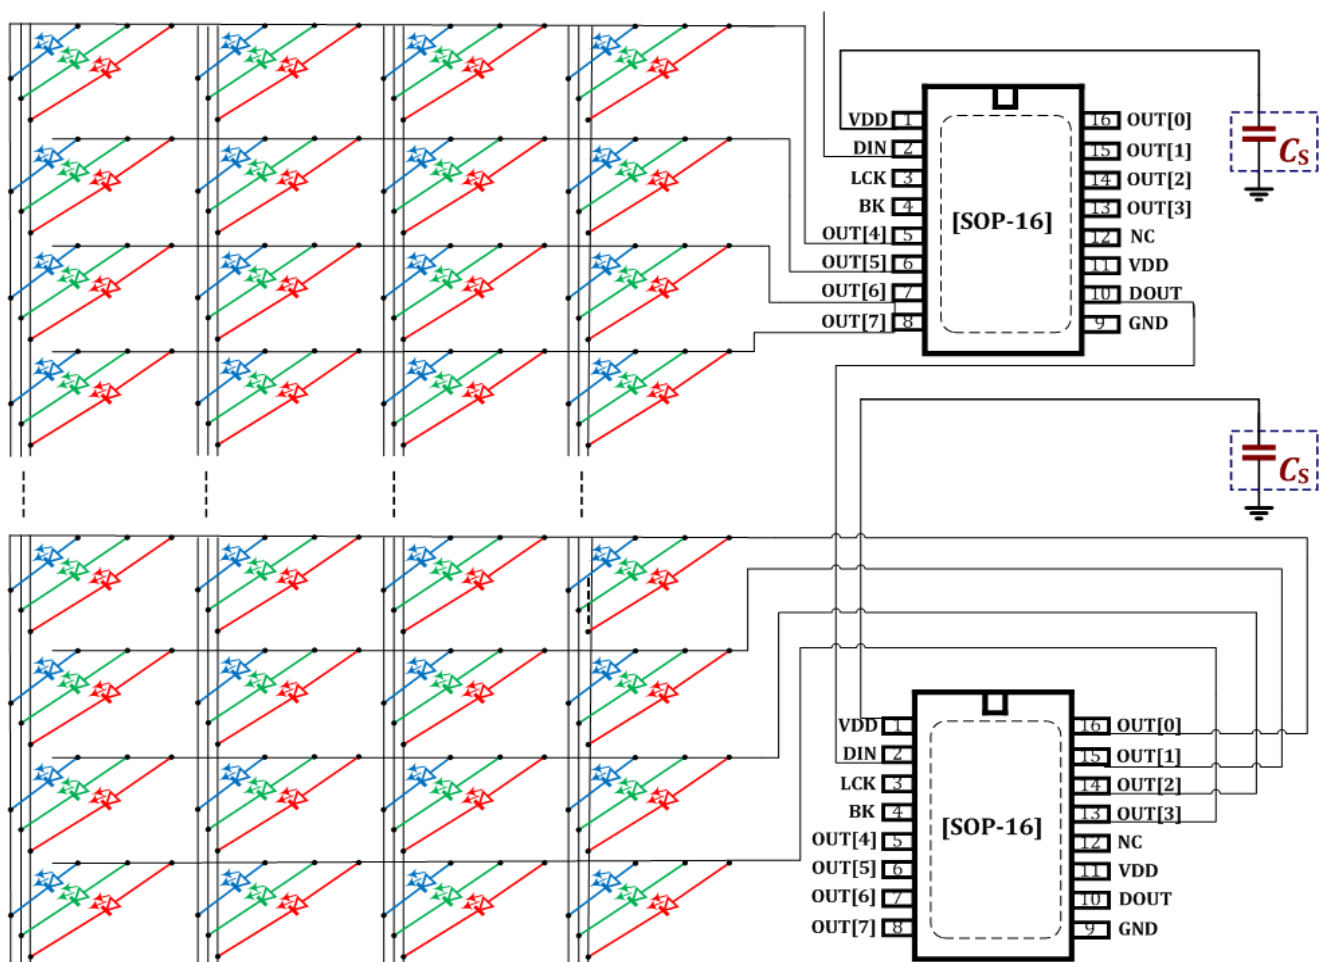 VDD 1 16 OUT[0]
DIN 2 15 OUT[1]
LCK 3 14 OUT[2]
BK 4 13 OUT[3]
OUT[4] 5 12 NC
OUT[5] 6 11 VDD
OUT[6] 7 10 DOUT
OUT[7] 8 9 GND
[SOP-16]
CS
CS
VDD 1 16 OUT[0]
DIN 2 15 OUT[1]
LCK 3 14 OUT[2]
BK 4 13 OUT[3]
OUT[4] 5 12 NC
OUT[5] 6 11 VDD
OUT[6] 7 10 DOUT
OUT[7] 8 9 GND
[SOP-16]